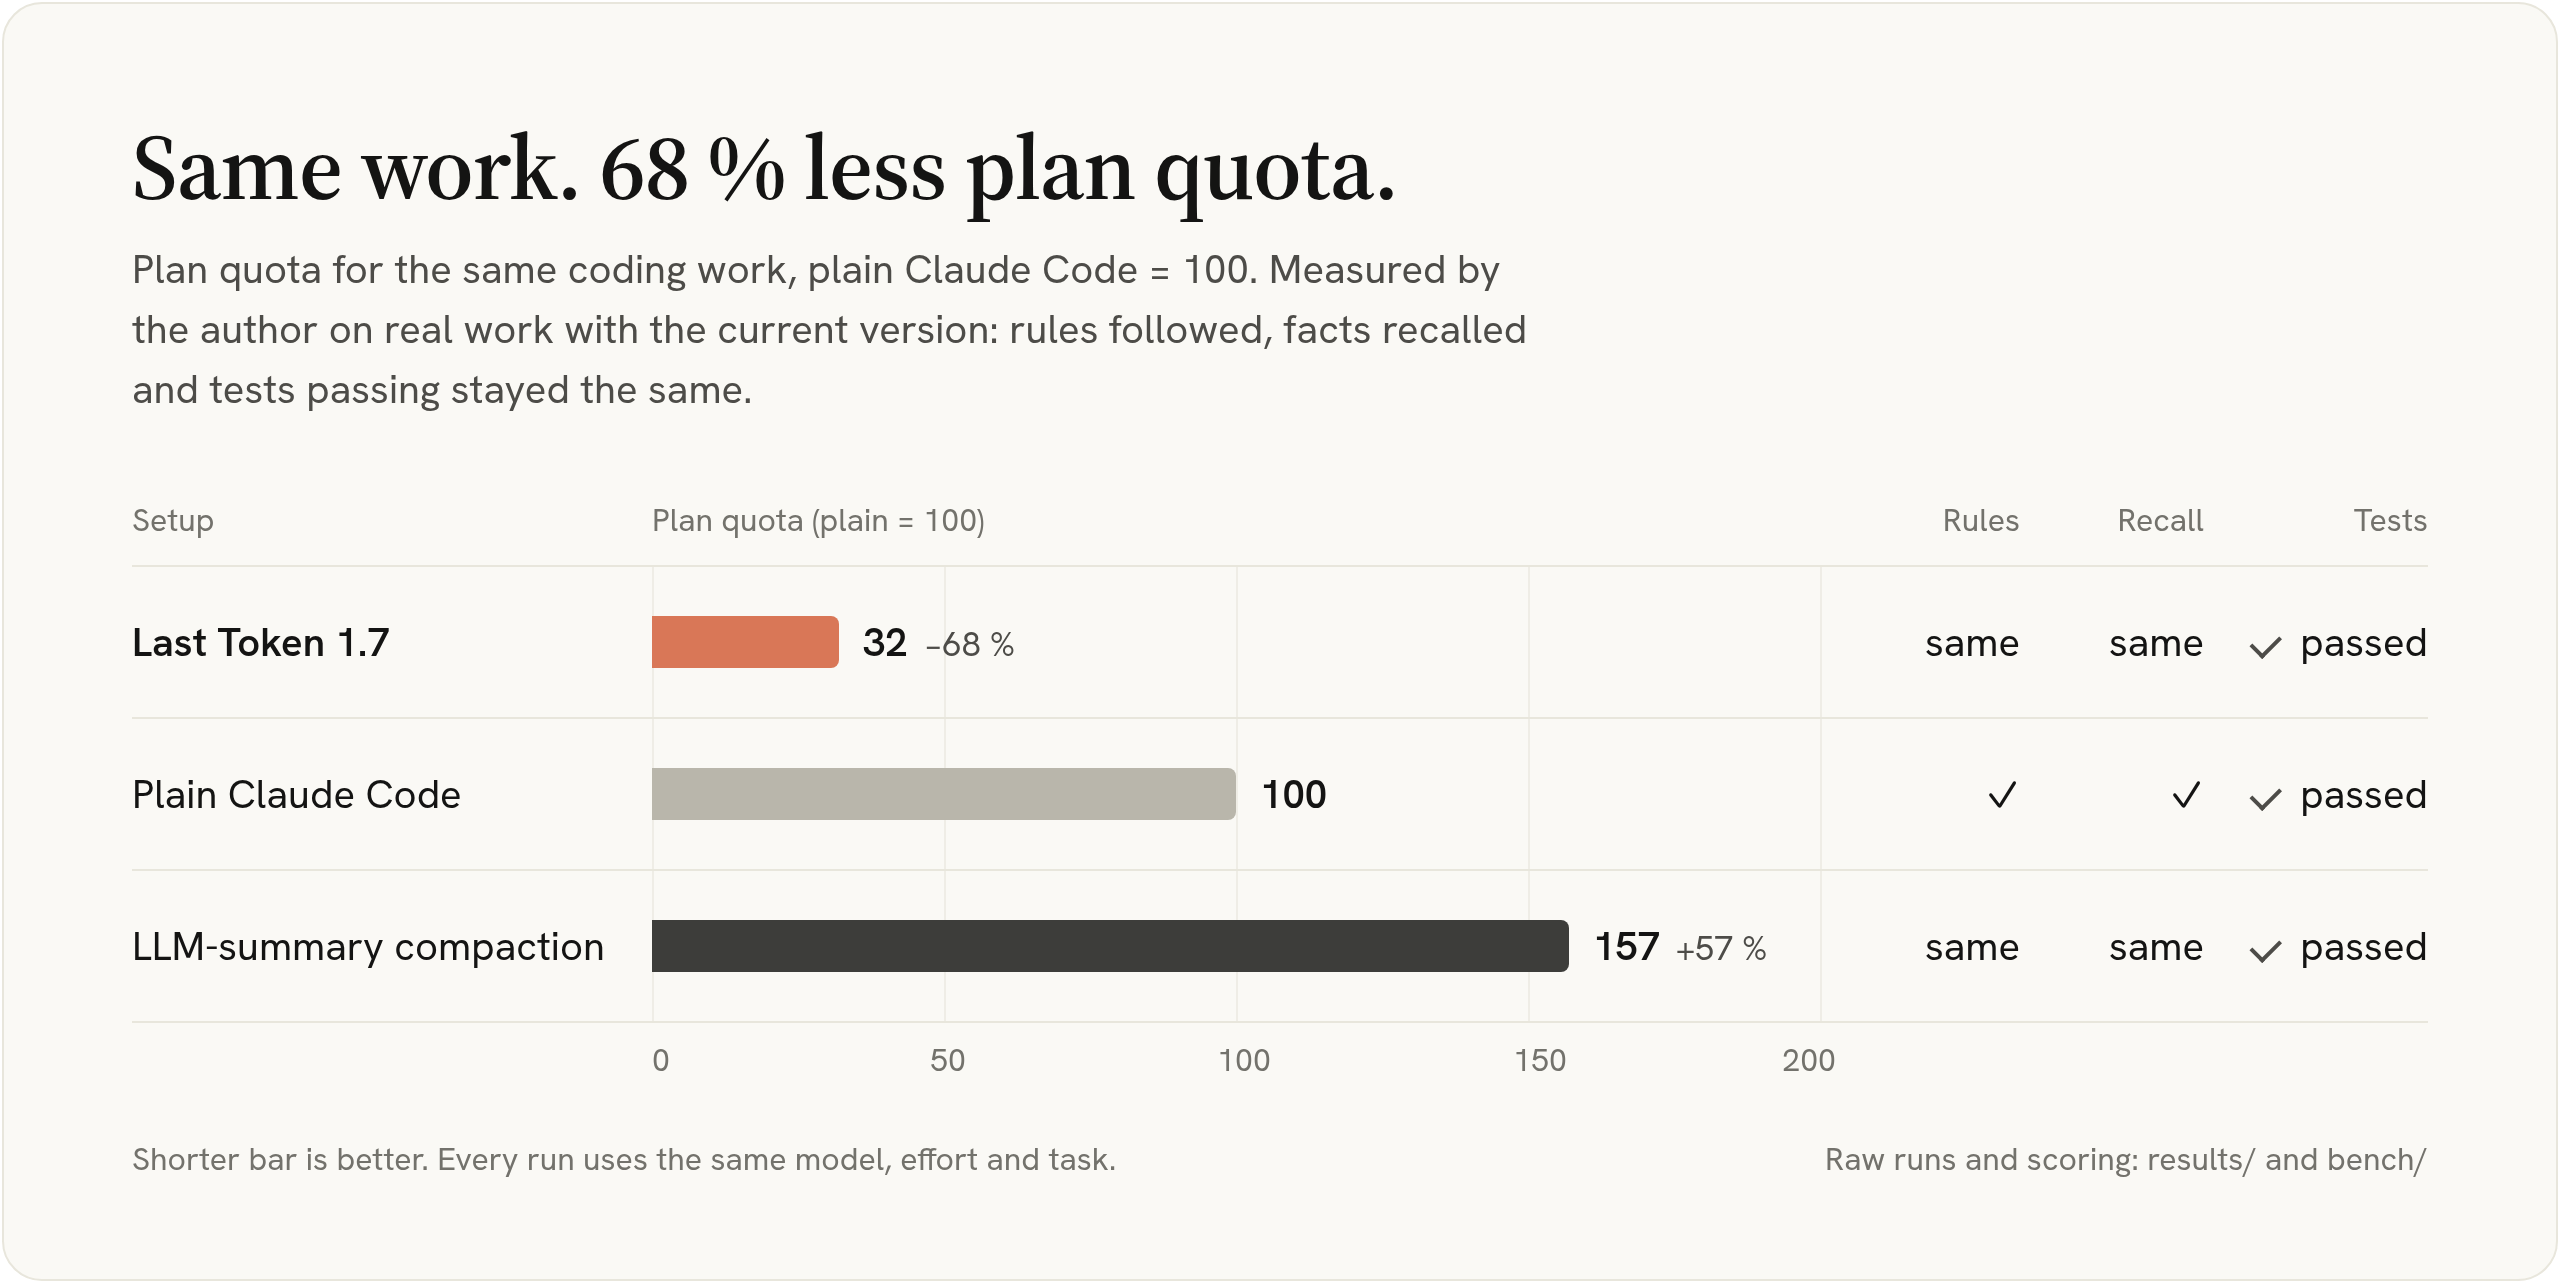 Same work. 68 % less plan quota.
Plan quota for the same coding work, plain Claude Code = 100. Measured by
the author on real work with the current version: rules followed, facts recalled
and tests passing stayed the same.
Setup Plan quota (plain = 100) Rules Recall Tests
Last Token 1.7 32 –68 % same same ✓ passed
Plain Claude Code 100 ✓ ✓ ✓ passed
LLM-summary compaction 157 +57 % same same ✓ passed
0 50 100 150 200
Shorter bar is better. Every run uses the same model, effort and task. Raw runs and scoring: results/ and bench/